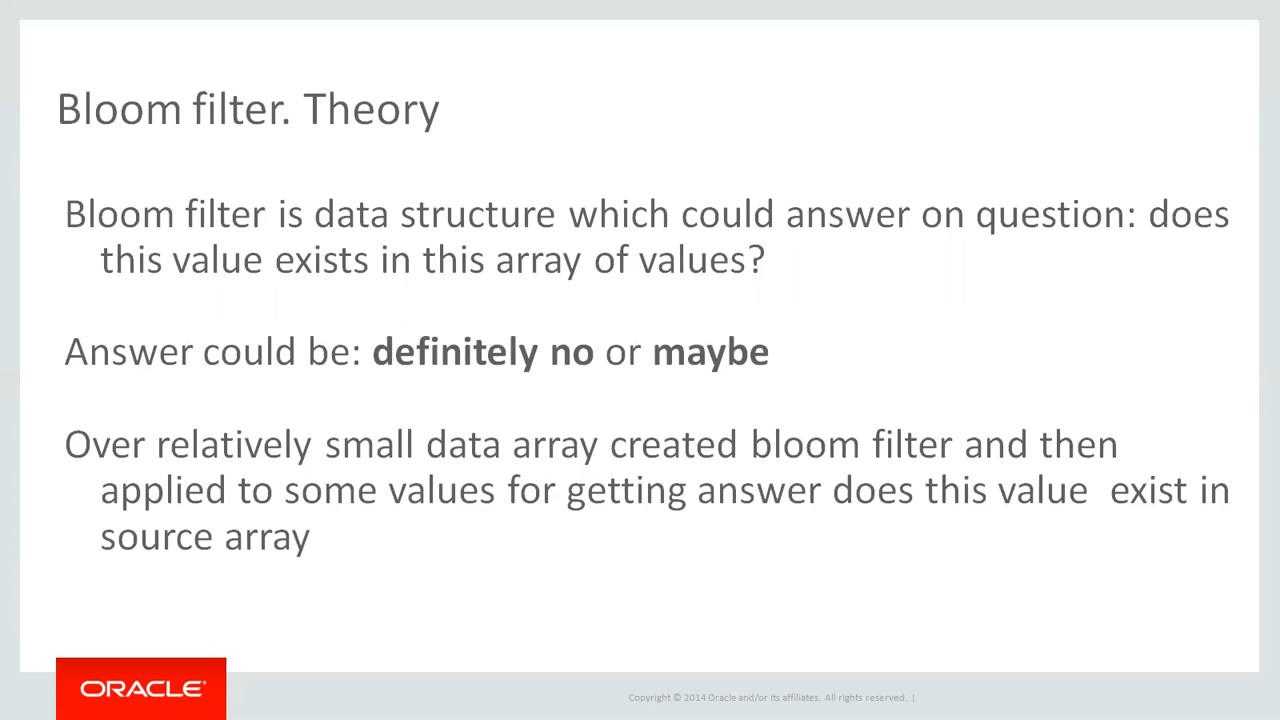 Bloom filter. Theory
Bloom filter is data structure which could answer on question: does
this value exists in this array of values?
Answer could be: definitely no or maybe
Over relatively small data array created bloom filter and then
applied to some values for getting answer does this value  exist in
source array
ORACLE®
Copyright © 2014 Oracle and/or its affiliates. All rights reserved. |